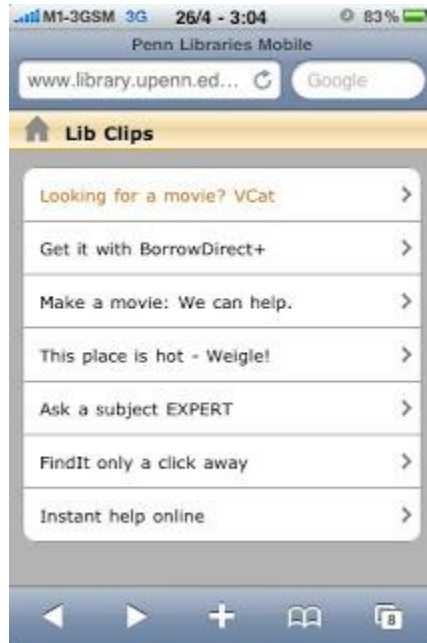 M1-3GSM 3G 26/4 - 3:04 83%
Penn Libraries Mobile
www.library.upenn.ed... Google
Lib Clips
Looking for a movie? VCat
Get it with BorrowDirect+
Make a movie: We can help.
This place is hot - Weigle!
Ask a subject EXPERT
FindIt only a click away
Instant help online
8